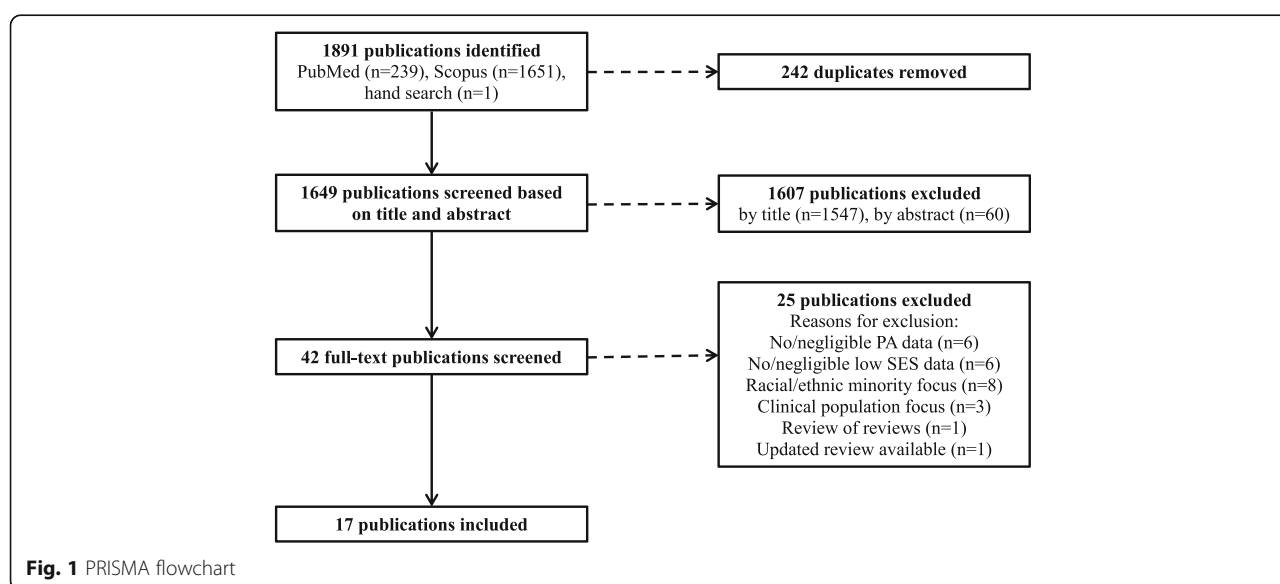 1891 publications identified
PubMed (n=239), Scopus (n=1651),
hand search (n=1)
242 duplicates removed
1649 publications screened based
on title and abstract
1607 publications excluded
by title (n=1547), by abstract (n=60)
42 full-text publications screened
25 publications excluded
Reasons for exclusion:
No/negligible PA data (n=6)
No/negligible low SES data (n=6)
Racial/ethnic minority focus (n=8)
Clinical population focus (n=3)
Review of reviews (n=1)
Updated review available (n=1)
17 publications included
Fig. 1 PRISMA flowchart